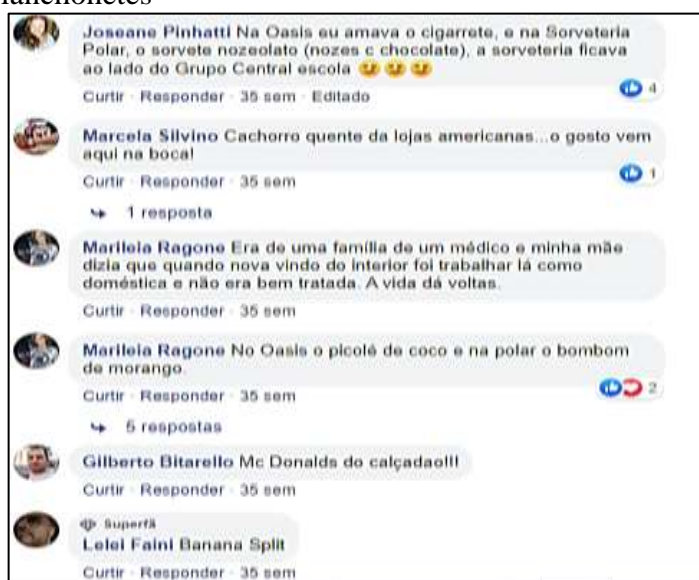 Joseane Pinhatti Na Oasis eu amava o cigarrete, e na Sorveteria
Polar, o sorvete nozeolato (nozes c chocolate), a sorveteria ficava
ao lado do Grupo Central escola
Curtir · Responder · 35 sem · Editado
4
Marcela Silvino Cachorro quente da lojas americanas...o gosto vem
aqui na boca!
Curtir · Responder · 35 sem
1
1 resposta
Marileia Ragone Era de uma família de um médico e minha mãe
dizia que quando nova vindo do interior foi trabalhar lá como
doméstica e não era bem tratada. A vida dá voltas.
Curtir · Responder · 35 sem
Marileia Ragone No Oasis o picolé de coco e na polar o bombom
de morango.
Curtir · Responder · 35 sem
2
5 respostas
Gilberto Bitarello Mc Donalds do calçadao!!!
Curtir · Responder · 35 sem
Superfã
Lelei Faini Banana Split
Curtir · Responder · 35 sem